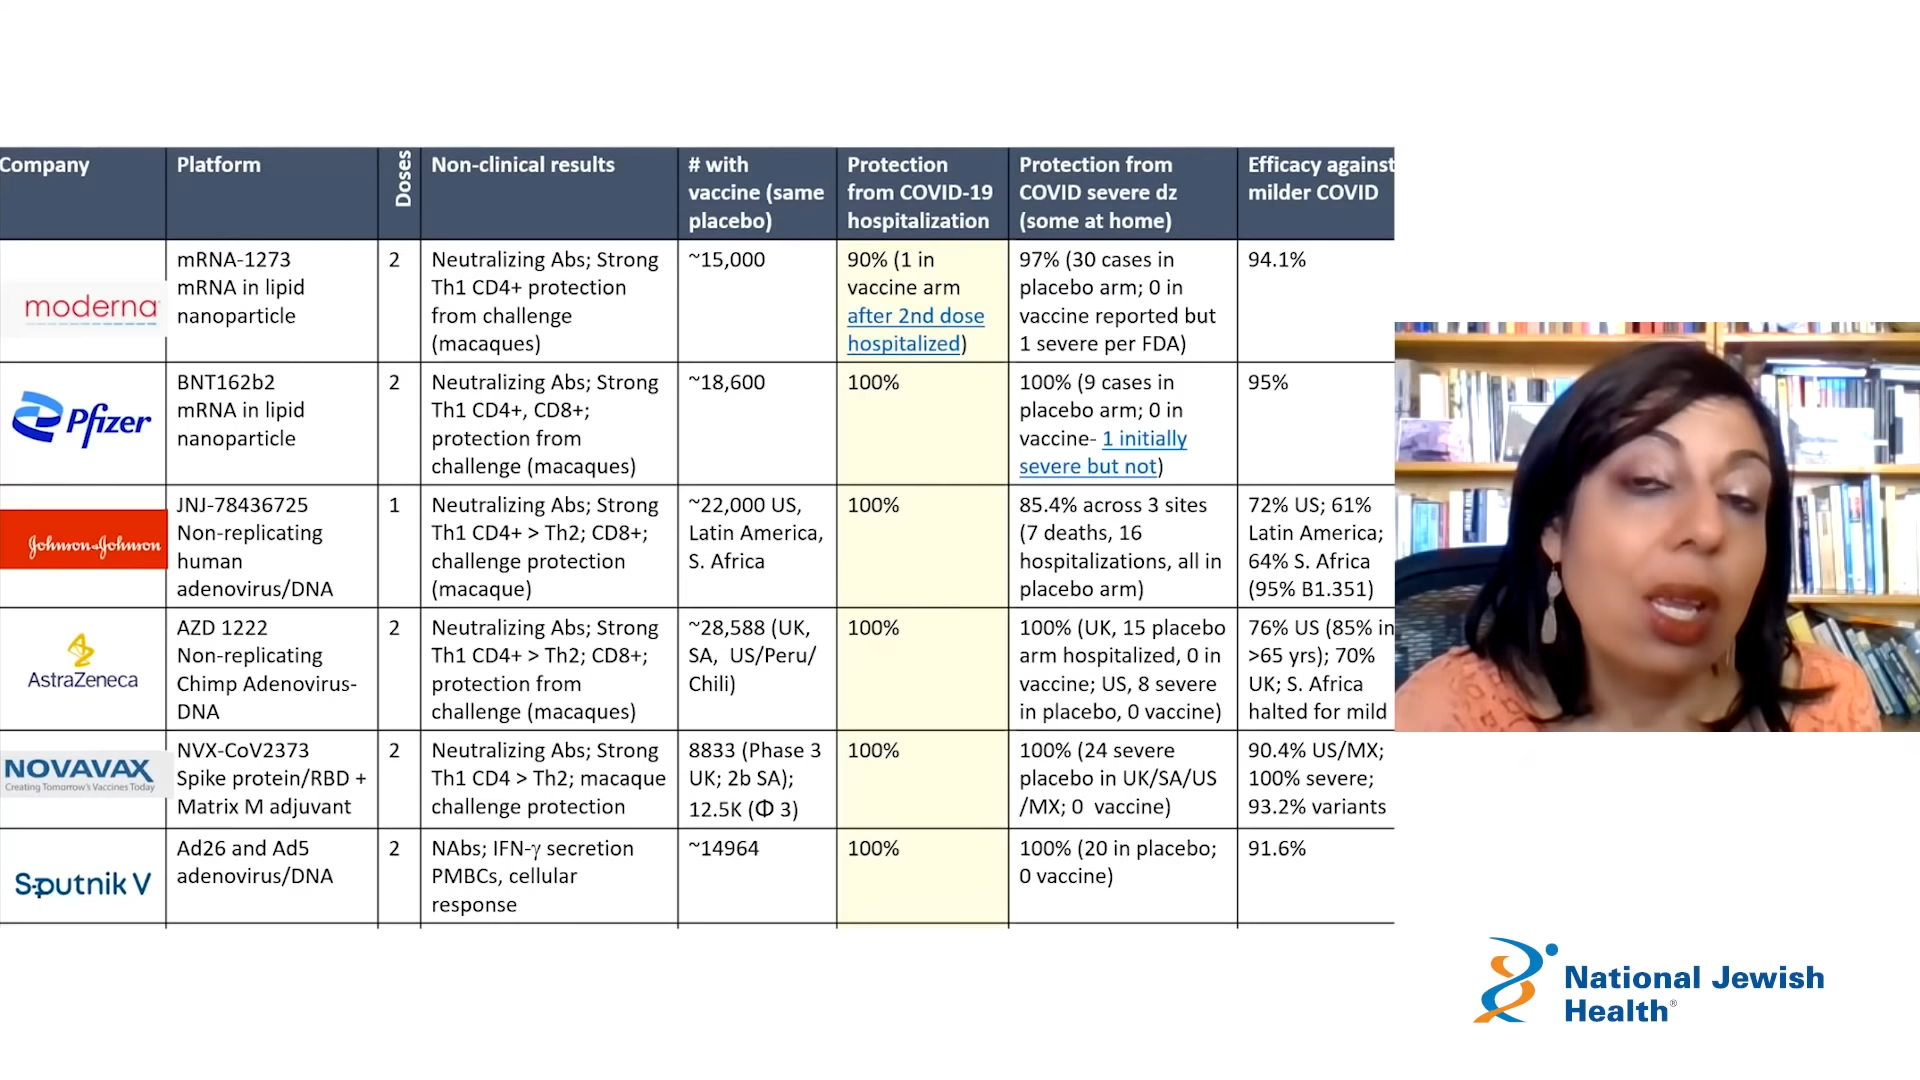 Company
Platform
Doses
Non-clinical results
# with
vaccine (same
placebo)
Protection
from COVID-19
hospitalization
Protection from
COVID severe dz
(some at home)
Efficacy against
milder COVID
moderna
mRNA-1273
mRNA in lipid
nanoparticle
2
Neutralizing Abs; Strong
Th1 CD4+ protection
from challenge
(macaques)
~15,000
90% (1 in
vaccine arm
after 2nd dose
hospitalized)
97% (30 cases in
placebo arm; 0 in
vaccine reported but
1 severe per FDA)
94.1%
Pfizer
BNT162b2
mRNA in lipid
nanoparticle
2
Neutralizing Abs; Strong
Th1 CD4+, CD8+;
protection from
challenge (macaques)
~18,600
100%
100% (9 cases in
placebo arm; 0 in
vaccine- 1 initially
severe but not)
95%
Johnson&Johnson
JNJ-78436725
Non-replicating
human
adenovirus/DNA
1
Neutralizing Abs; Strong
Th1 CD4+ > Th2; CD8+;
challenge protection
(macaque)
~22,000 US,
Latin America,
S. Africa
100%
85.4% across 3 sites
(7 deaths, 16
hospitalizations, all in
placebo arm)
72% US; 61%
Latin America;
64% S. Africa
(95% B1.351)
AstraZeneca
AZD 1222
Non-replicating
Chimp Adenovirus-
DNA
2
Neutralizing Abs; Strong
Th1 CD4+ > Th2; CD8+;
protection from
challenge (macaques)
~28,588 (UK,
SA, US/Peru/
Chili)
100%
100% (UK, 15 placebo
arm hospitalized, 0 in
vaccine; US, 8 severe
in placebo, 0 vaccine)
76% US (85% in
>65 yrs); 70%
UK; S. Africa
halted for mild
NOVAVAX
Creating Tomorrow's Vaccines Today
NVX-CoV2373
Spike protein/RBD +
Matrix M adjuvant
2
Neutralizing Abs; Strong
Th1 CD4 > Th2; macaque
challenge protection
8833 (Phase 3
UK; 2b SA);
12.5K (Φ 3)
100%
100% (24 severe
placebo in UK/SA/US
/MX; 0 vaccine)
90.4% US/MX;
100% severe;
93.2% variants
Sputnik V
Ad26 and Ad5
adenovirus/DNA
2
NAbs; IFN-γ secretion
PMBCs, cellular
response
~14964
100%
100% (20 in placebo;
0 vaccine)
91.6%
National Jewish
Health®